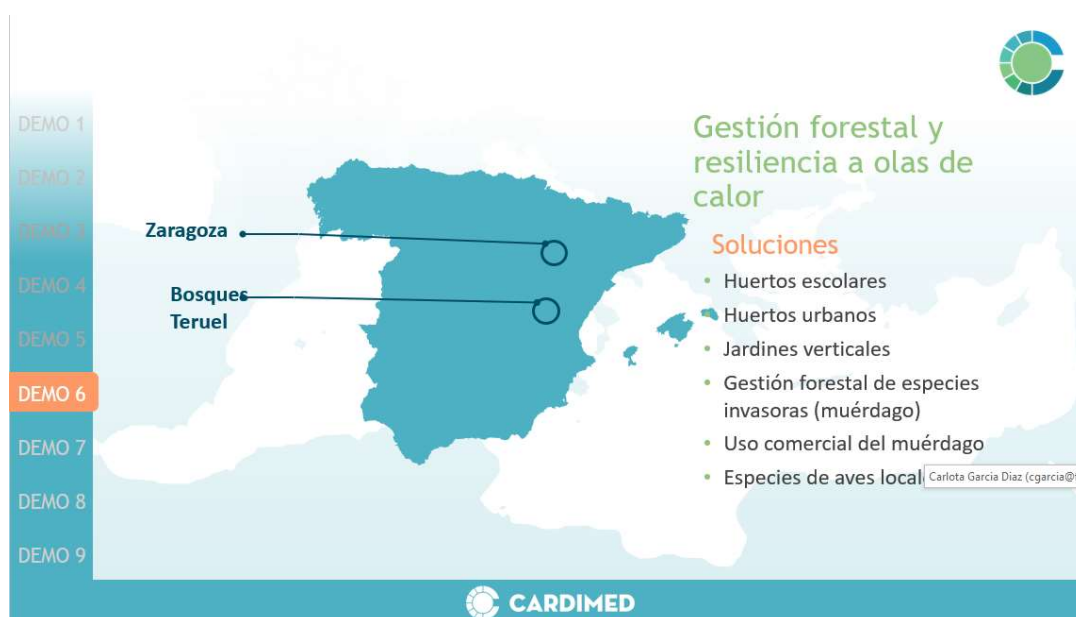 DEMO 1
DEMO 2
DEMO 3
DEMO 4
DEMO 5
DEMO 6
DEMO 7
DEMO 8
DEMO 9
Zaragoza
Bosques
Teruel
Gestión forestal y
resiliencia a olas de
calor
Soluciones
• Huertos escolares
• Huertos urbanos
• Jardines verticales
• Gestión forestal de especies
invasoras (muérdago)
• Uso comercial del muérdago
• Especies de aves
Carlota Garcia Diaz
CARDIMED